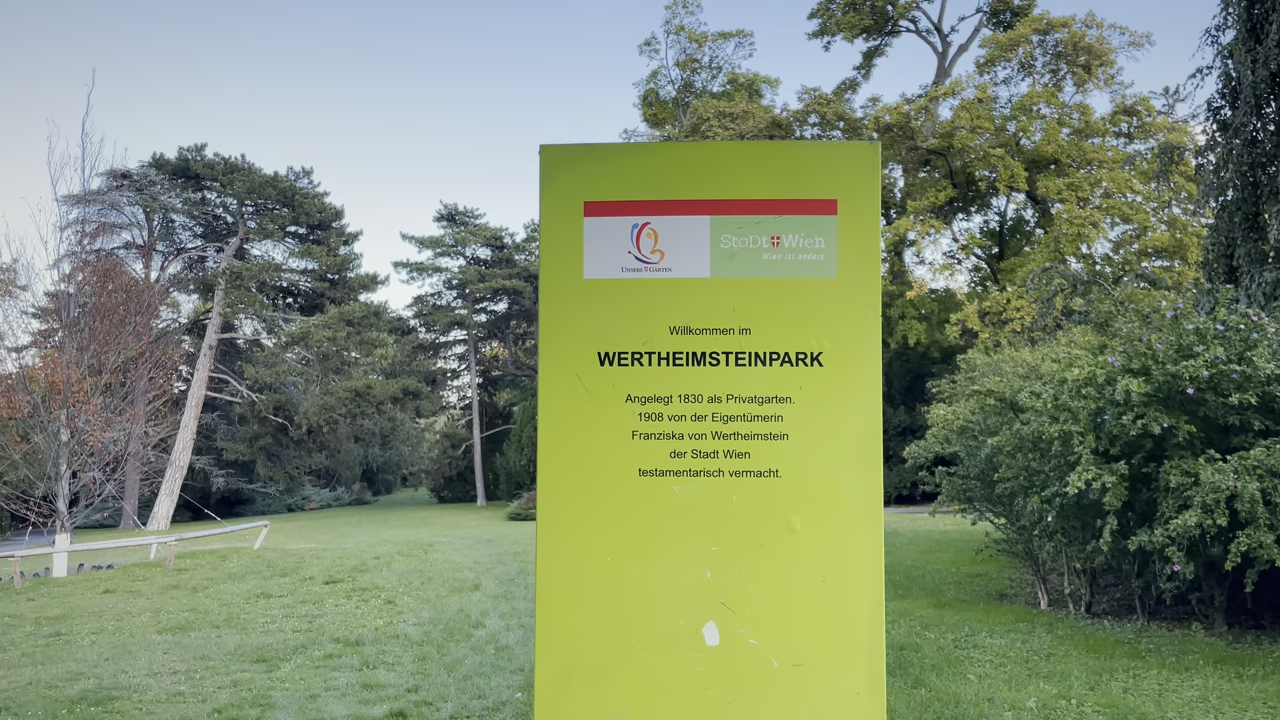 UNSERE GÄRTEN
StaDt Wien
Wien ist anders.
Willkommen im
WERTHEIMSTEINPARK
Angelegt 1830 als Privatgarten.
1908 von der Eigentümerin
Franziska von Wertheimstein
der Stadt Wien
testamentarisch vermacht.